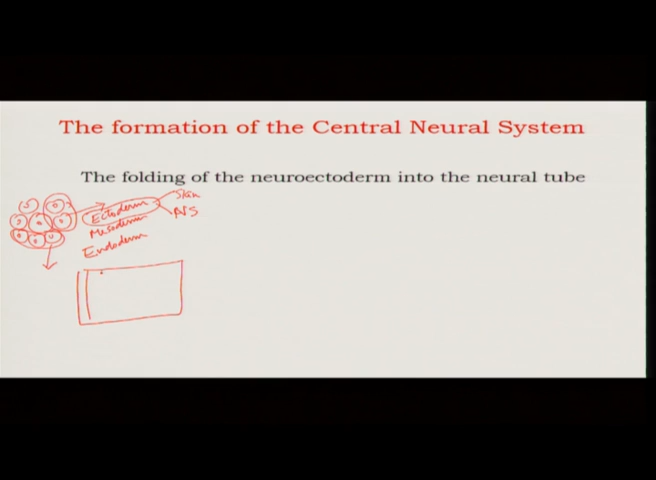 The formation of the Central Neural System
The folding of the neuroectoderm into the neural tube
Skin
Ectoderm
NS
Mesoderm
Endoderm